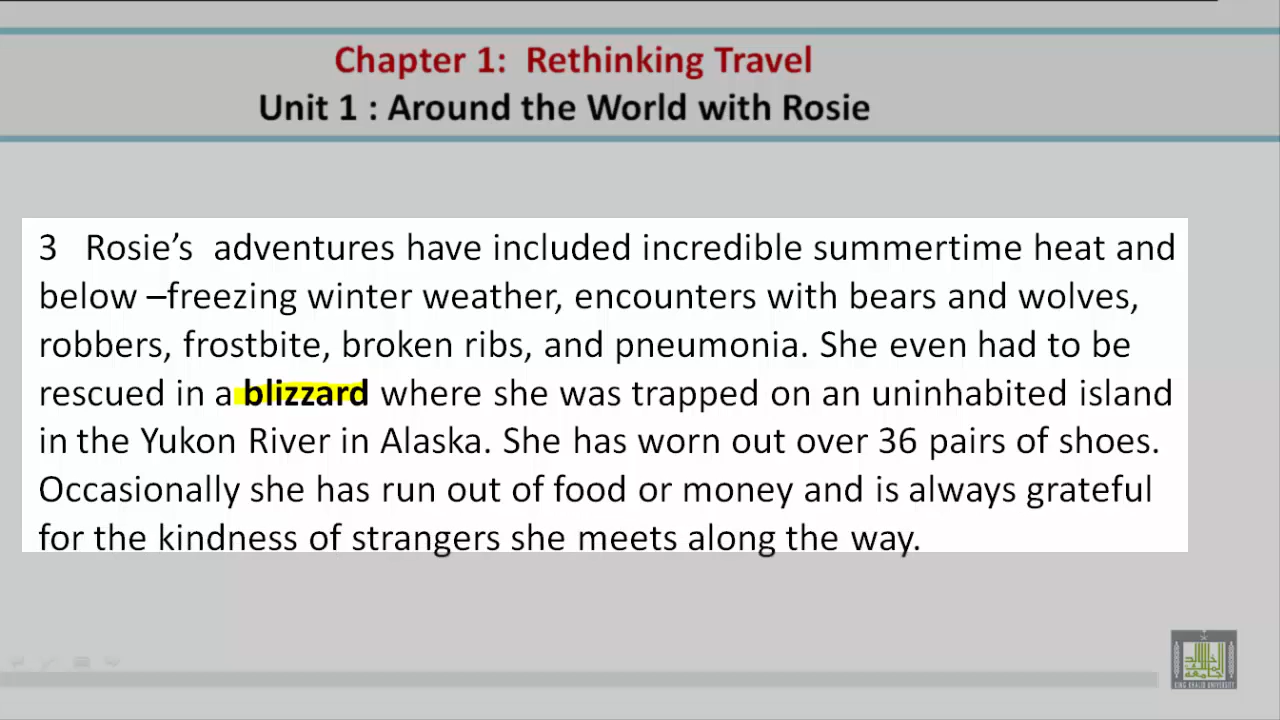 Chapter 1: Rethinking Travel
Unit 1 : Around the World with Rosie
3 Rosie’s adventures have included incredible summertime heat and
below –freezing winter weather, encounters with bears and wolves,
robbers, frostbite, broken ribs, and pneumonia. She even had to be
rescued in a blizzard where she was trapped on an uninhabited island
in the Yukon River in Alaska. She has worn out over 36 pairs of shoes.
Occasionally she has run out of food or money and is always grateful
for the kindness of strangers she meets along the way.
KING KHALID UNIVERSITY